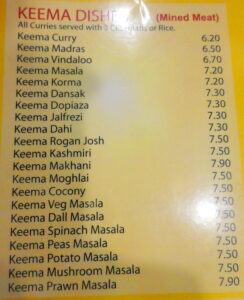 KEEMA (Mined Meat)
All Curries served with 3 or Rice.
Keema Curry 6.20
Keema Madras 6.50
Keema Vindaloo 6.70
Keema Masala 7.20
Keema Korma 7.20
Keema Dansak 7.30
Keema Dopiaza 7.30
Keema Jalfrezi 7.30
Keema Dahi 7.30
Keema Rogan Josh 7.50
Keema Kashmiri 7.50
Keema Makhani 7.90
Keema Moghlai 7.50
Keema Cocony 7.50
Keema Veg Masala 7.50
Keema Dall Masala 7.50
Keema Spinach Masala 7.50
Keema Peas Masala 7.50
Keema Potato Masala 7.50
Keema Mushroom Masala 7.50
Keema Prawn Masala 7.90